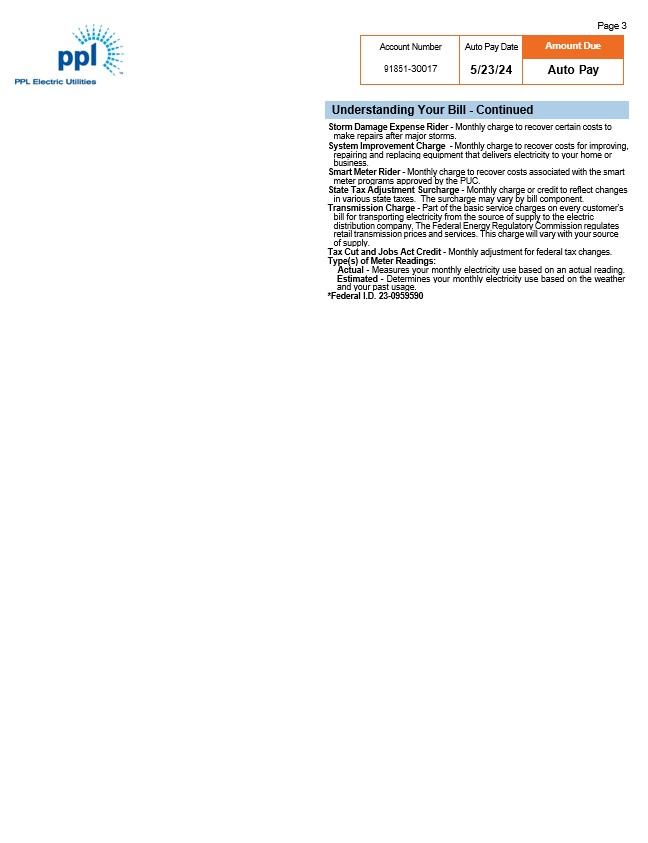 Page 3
ppl
PPL Electric Utilities
Account Number
Auto Pay Date
Amount Due
91851-30017
5/23/24
Auto Pay
Understanding Your Bill - Continued
Storm Damage Expense Rider - Monthly charge to recover certain costs to
make repairs after major storms.
System Improvement Charge - Monthly charge to recover costs for improving,
repairing and replacing equipment that delivers electricity to your home or
business.
Smart Meter Rider - Monthly charge to recover costs associated with the smart
meter programs approved by the PUC.
State Tax Adjustment Surcharge - Monthly charge or credit to reflect changes
in various state taxes. The surcharge may vary by bill component.
Transmission Charge - Part of the basic service charges on every customer's
bill for transporting electricity from the source of supply to the electric
distribution company. The Federal Energy Regulatory Commission regulates
retail transmission prices and services. This charge will vary with your source
of supply.
Tax Cut and Jobs Act Credit - Monthly adjustment for federal tax changes.
Type(s) of Meter Readings:
Actual - Measures your monthly electricity use based on an actual reading.
Estimated - Determines your monthly electricity use based on the weather
and your past usage.
*Federal I.D. 23-0959590